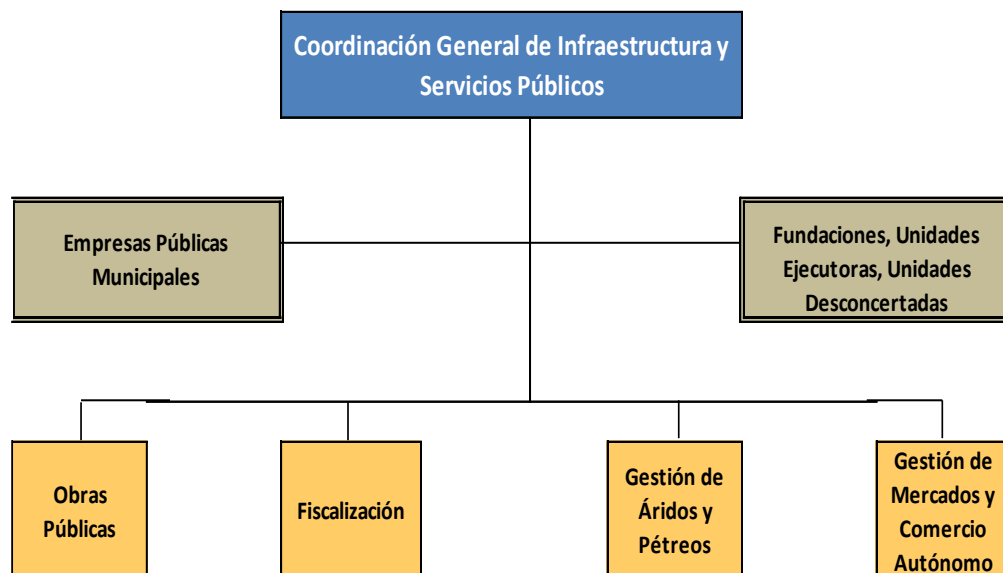 Coordinación General de Infraestructura y
Servicios Públicos
Empresas Públicas
Municipales
Fundaciones, Unidades
Ejecutoras, Unidades
Desconcertadas
Obras
Públicas
Fiscalización
Gestión de
Áridos y
Pétreos
Gestión de
Mercados y
Comercio
Autónomo